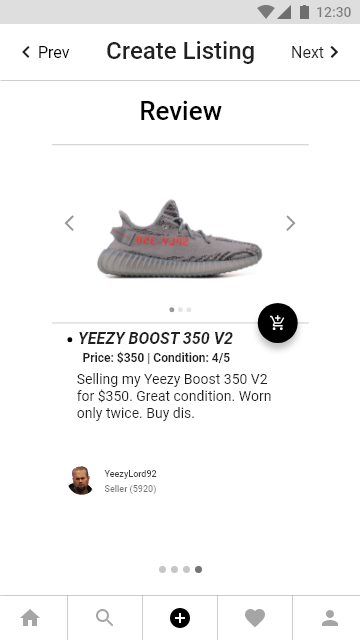 12:30
Prev Create Listing Next
Review
• YEEZY BOOST 350 V2
Price: $350 | Condition: 4/5
Selling my Yeezy Boost 350 V2
for $350. Great condition. Worn
only twice. Buy dis.
YeezyLord92
Seller (5920)